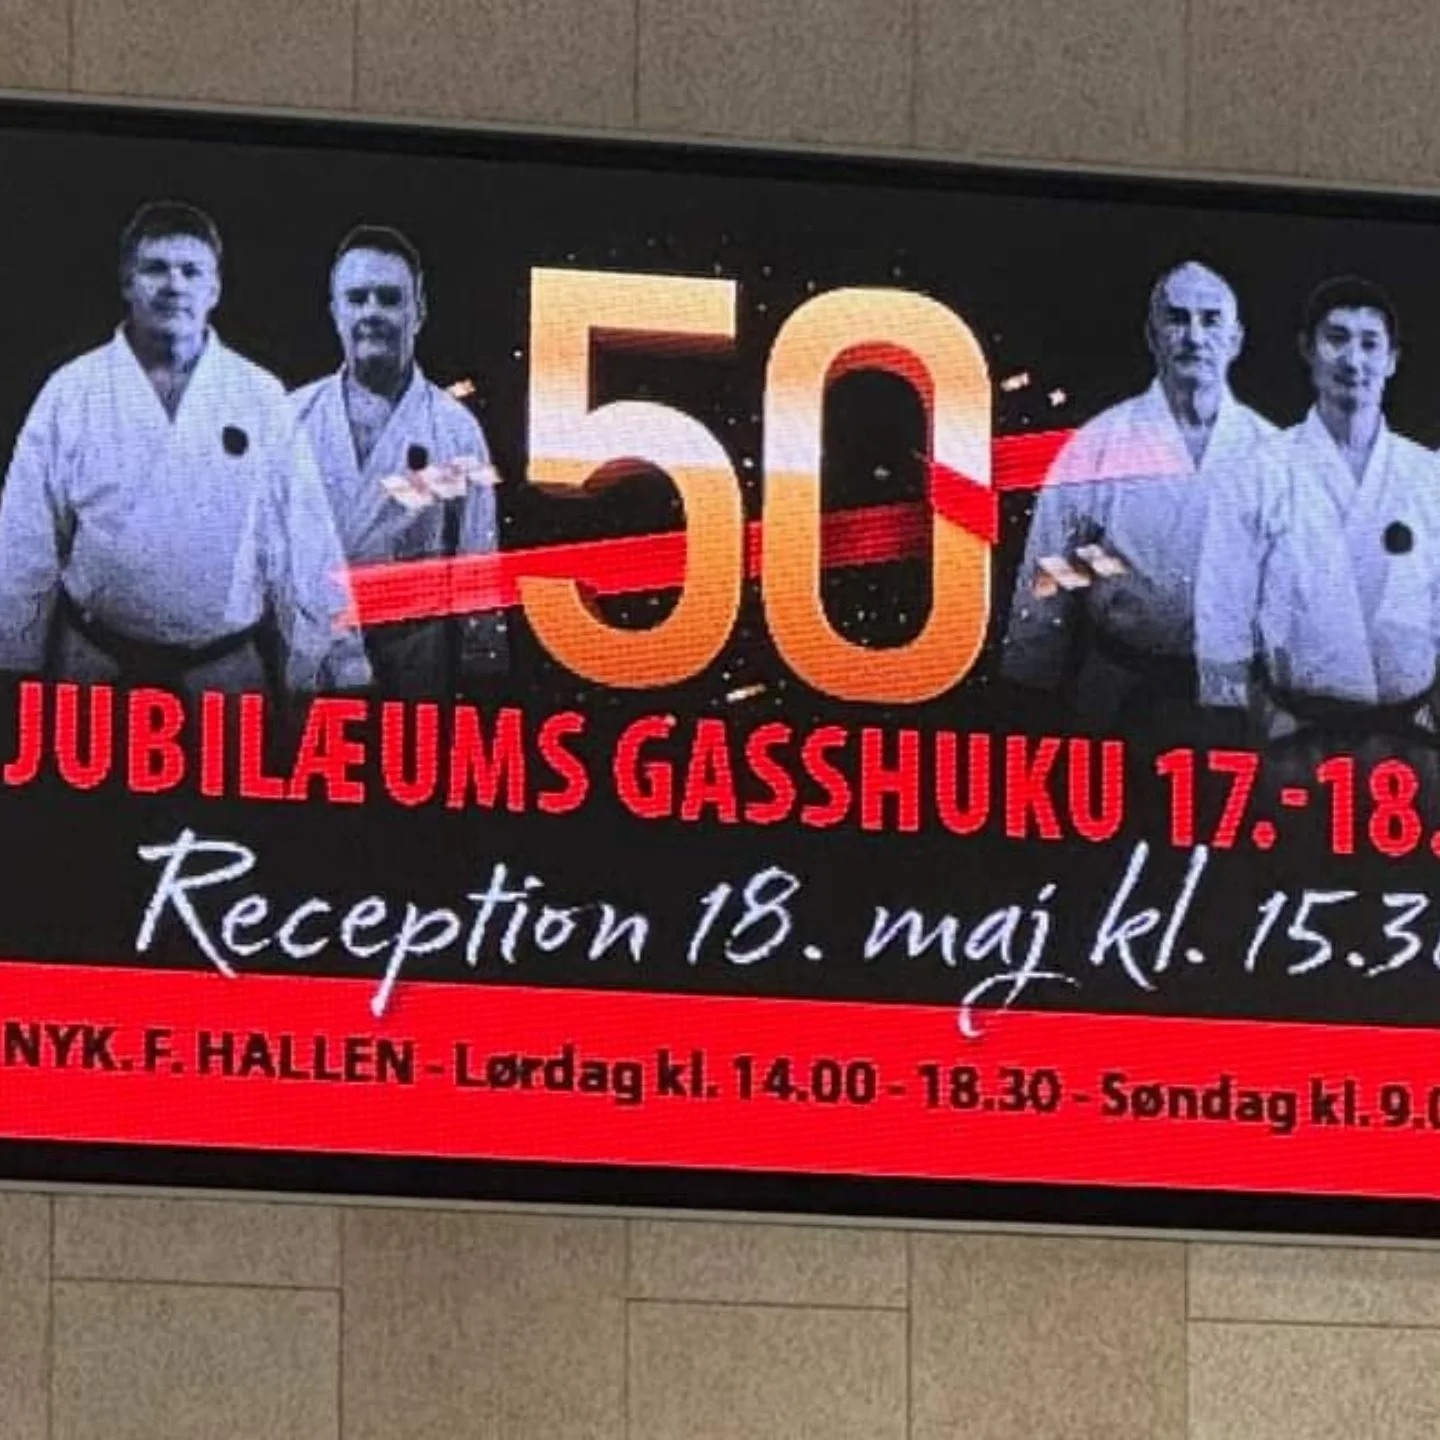 50
JUBILÆUMS GASSHUKU 17.-18.
Reception 18. maj kl. 15.3
NYK. F. HALLEN - Lørdag kl. 14.00 - 18.30 - Søndag kl. 9.0